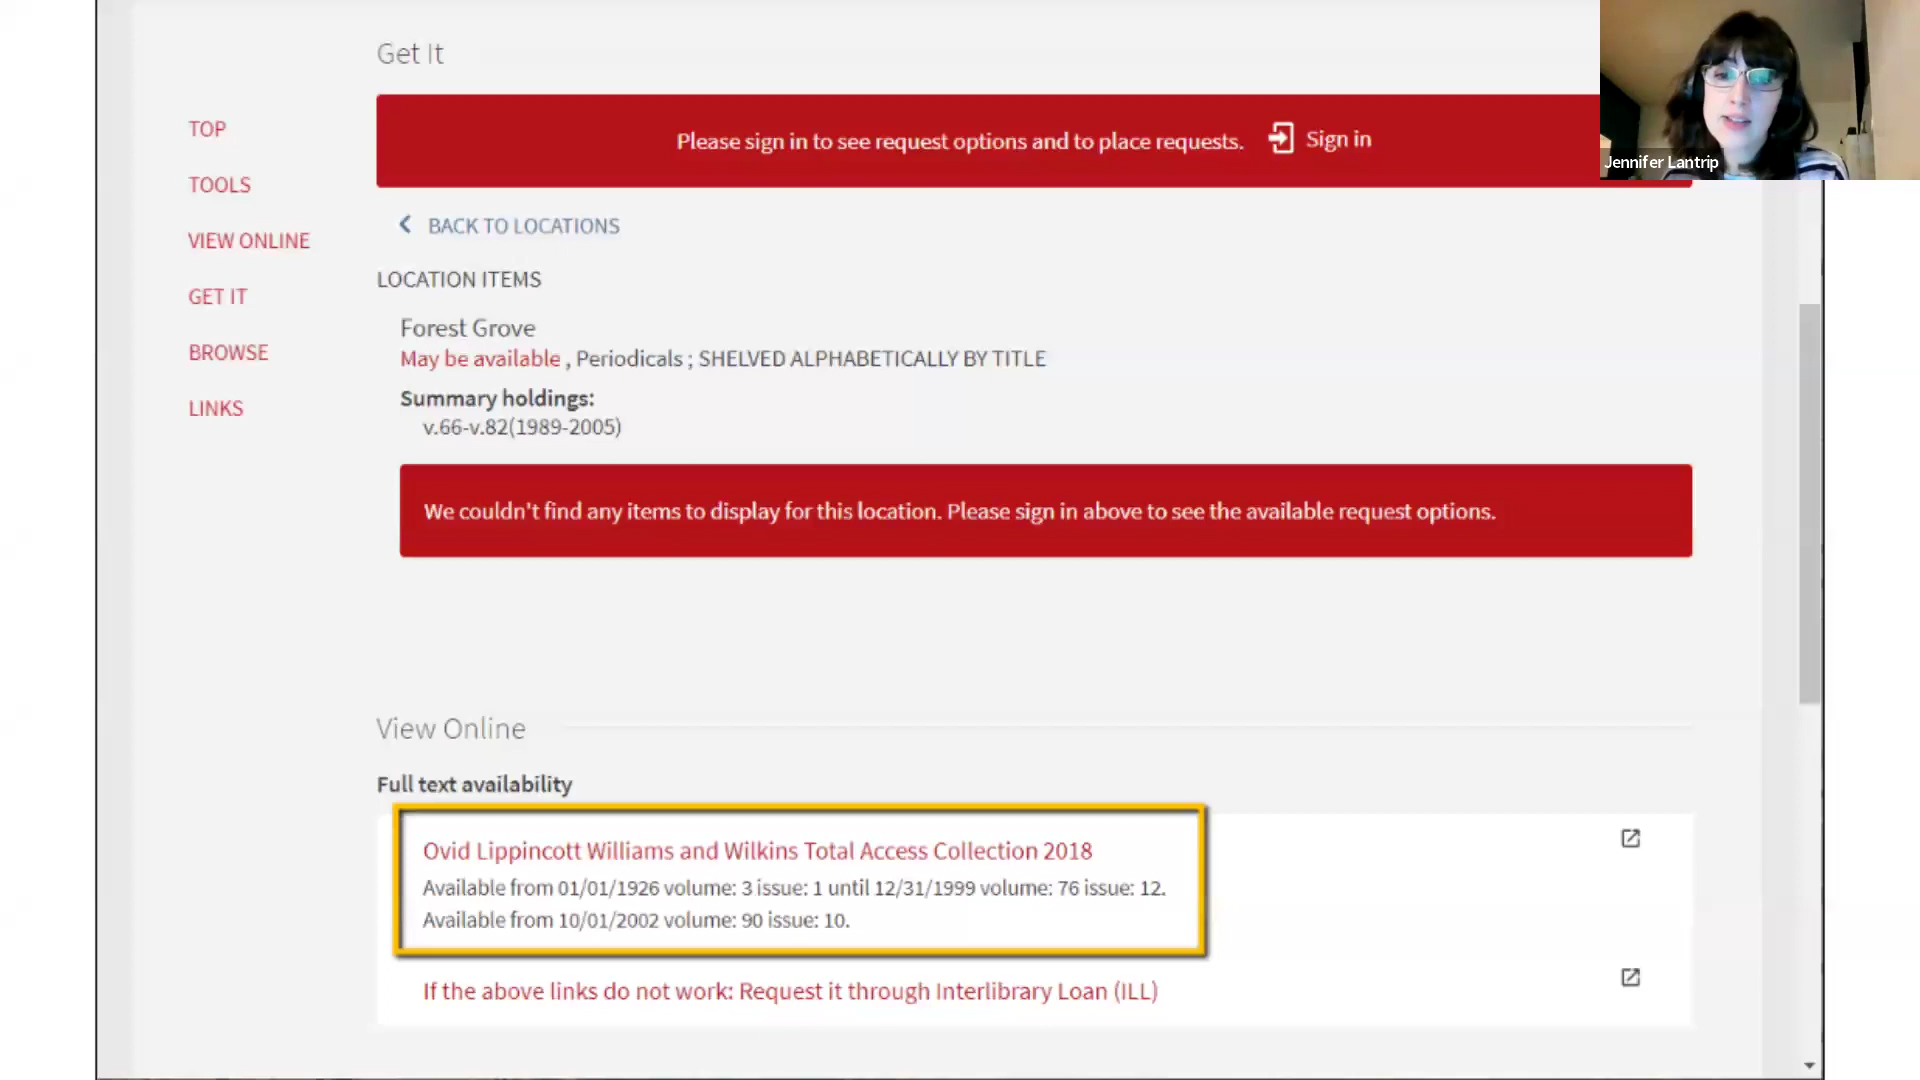 Get It
Please sign in to see request options and to place requests. Sign in
Jennifer Lantrip
TOP
TOOLS
VIEW ONLINE
GET IT
BROWSE
LINKS
BACK TO LOCATIONS
LOCATION ITEMS
Forest Grove
May be available , Periodicals ; SHELVED ALPHABETICALLY BY TITLE
Summary holdings:
v.66-v.82(1989-2005)
We couldn't find any items to display for this location. Please sign in above to see the available request options.
View Online
Full text availability
Ovid Lippincott Williams and Wilkins Total Access Collection 2018
Available from 01/01/1926 volume: 3 issue: 1 until 12/31/1999 volume: 76 issue: 12.
Available from 10/01/2002 volume: 90 issue: 10.
If the above links do not work: Request it through Interlibrary Loan (ILL)